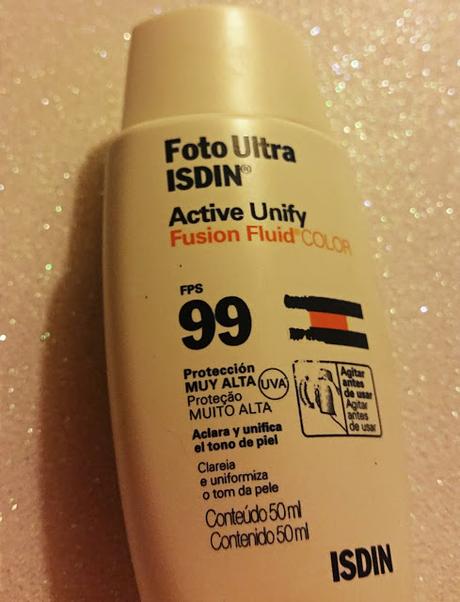 Foto Ultra
ISDIN®
Active Unify
Fusion Fluid® COLOR
FPS
99
Protección
MUY ALTA
UVA
Proteção
MUITO ALTA
Aclara y unifica
el tono de piel
Clareia
e uniformiza
o tom da pele
Agitar
antes
de usar
Agitar
antes
de usar
Conteúdo 50 ml
Contenido 50 ml
ISDIN